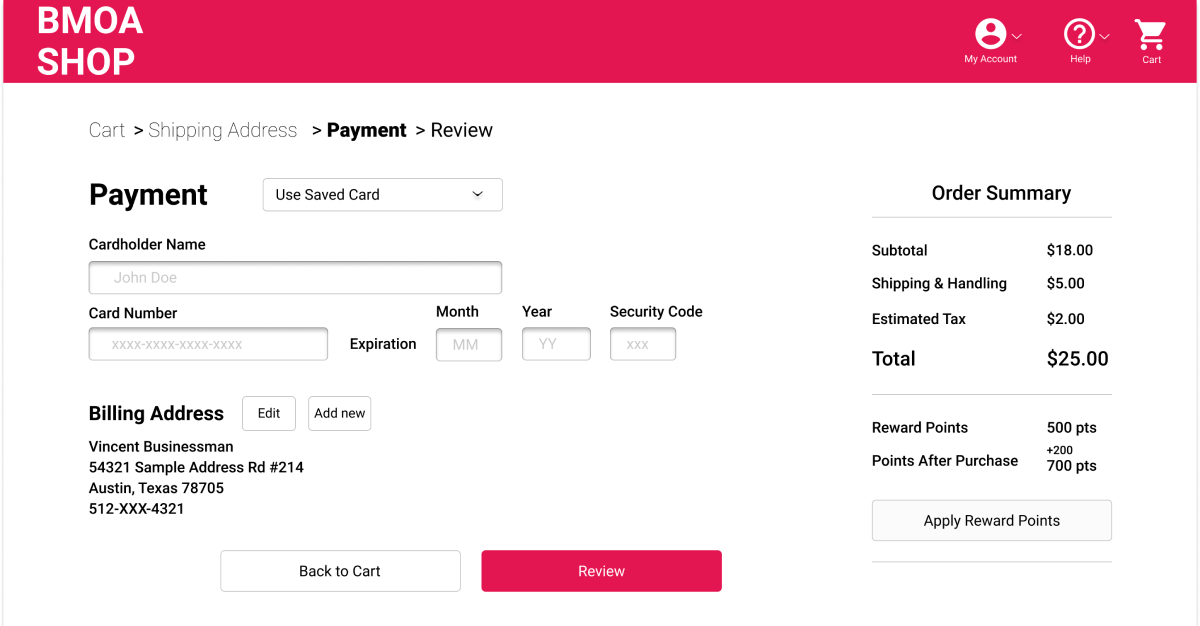 BMOA
SHOP
My Account
Help
Cart
Cart > Shipping Address > Payment > Review
Payment
Use Saved Card
Cardholder Name
John Doe
Card Number
xxxx-xxxx-xxxx-xxxx
Expiration
Month
MM
Year
YY
Security Code
xxx
Billing Address
Edit
Add new
Vincent Businessman
54321 Sample Address Rd #214
Austin, Texas 78705
512-XXX-4321
Back to Cart
Review
Order Summary
Subtotal $18.00
Shipping & Handling $5.00
Estimated Tax $2.00
Total $25.00
Reward Points 500 pts
+200
Points After Purchase 700 pts
Apply Reward Points